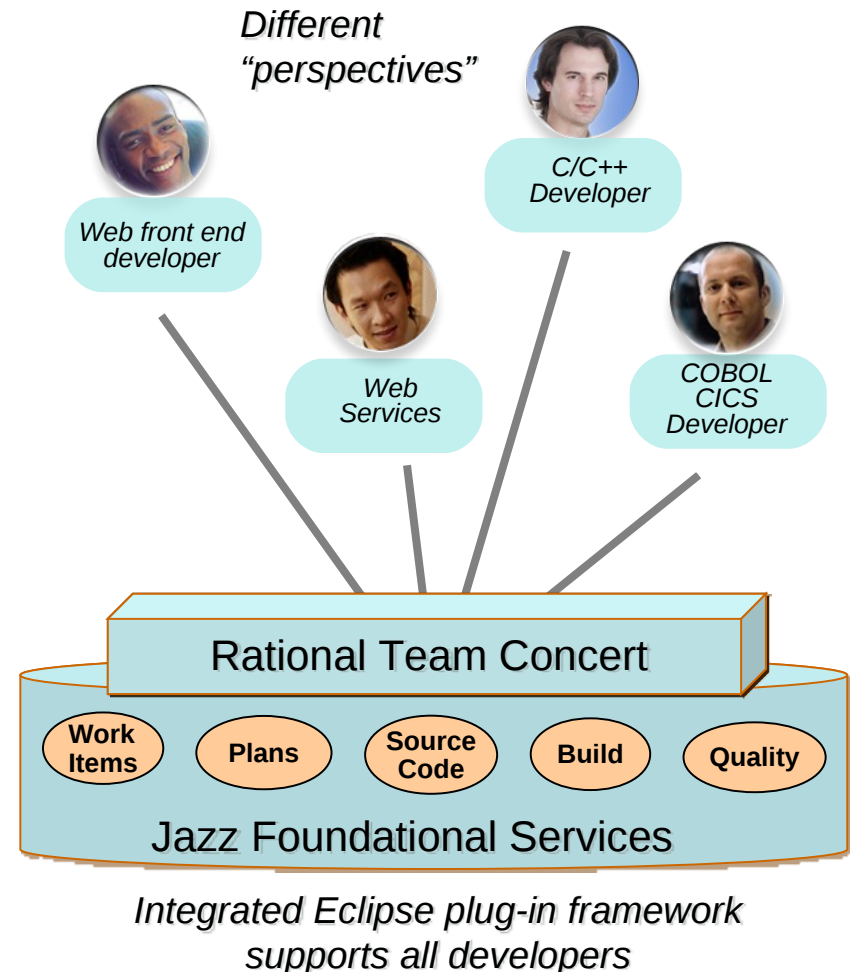 Different
“perspectives”
C/C++
Developer
Web front end
developer
Web
Services
COBOL
CICS
Developer
Rational Team Concert
Work
Items
Plans
Source
Code
Build
Quality
Jazz Foundational Services
Integrated Eclipse plug-in framework
supports all developers